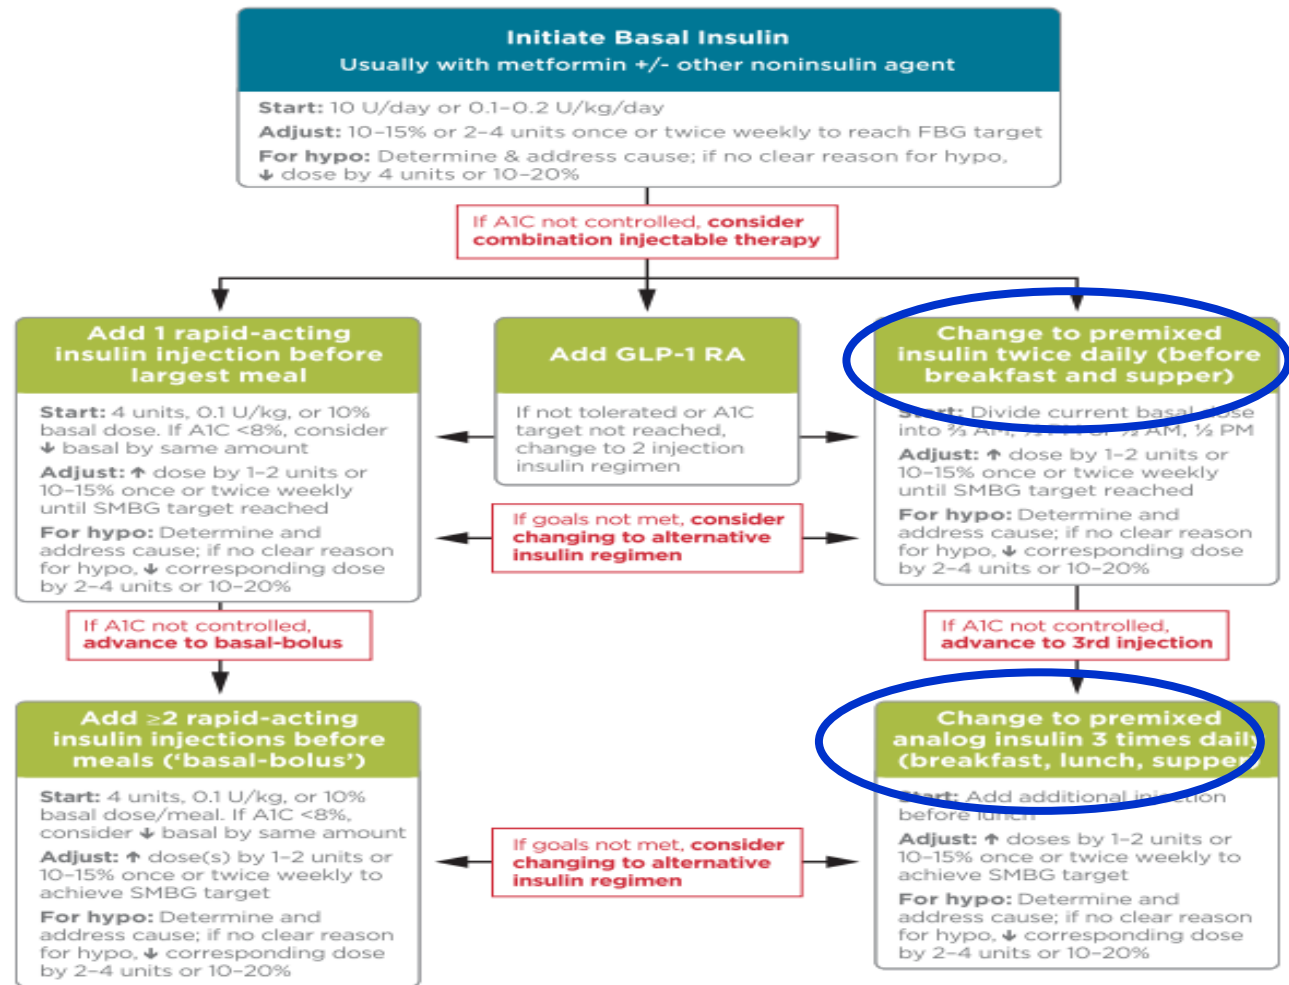 Initiate Basal Insulin
Usually with metformin +/- other noninsulin agent
Start: 10 U/day or 0.1–0.2 U/kg/day
Adjust: 10–15% or 2–4 units once or twice weekly to reach FBG target
For hypo: Determine & address cause; if no clear reason for hypo,
↓ dose by 4 units or 10–20%
If A1C not controlled, consider
combination injectable therapy
Add 1 rapid-acting
insulin injection before
largest meal
Start: 4 units, 0.1 U/kg, or 10%
basal dose. If A1C <8%, consider
↓ basal by same amount
Adjust: ↑ dose by 1–2 units or
10–15% once or twice weekly
until SMBG target reached
For hypo: Determine and
address cause; if no clear reason
for hypo, ↓ corresponding dose
by 2–4 units or 10–20%
Add GLP-1 RA
If not tolerated or A1C
target not reached,
change to 2 injection
insulin regimen
Change to premixed
insulin twice daily (before
breakfast and supper)
Start: Divide current basal dose
into ⅔ AM, ⅓ PM or ½ AM, ½ PM
Adjust: ↑ dose by 1–2 units or
10–15% once or twice weekly
until SMBG target reached
For hypo: Determine and
address cause; if no clear reason
for hypo, ↓ corresponding dose
by 2–4 units or 10–20%
If goals not met, consider
changing to alternative
insulin regimen
If A1C not controlled,
advance to basal-bolus
If A1C not controlled,
advance to 3rd injection
Add ≥2 rapid-acting
insulin injections before
meals (‘basal-bolus’)
Start: 4 units, 0.1 U/kg, or 10%
basal dose/meal. If A1C <8%,
consider ↓ basal by same amount
Adjust: ↑ dose(s) by 1–2 units or
10–15% once or twice weekly to
achieve SMBG target
For hypo: Determine and
address cause; if no clear reason
for hypo, ↓ corresponding dose
by 2–4 units or 10–20%
If goals not met, consider
changing to alternative
insulin regimen
Change to premixed
analog insulin 3 times daily
(breakfast, lunch, supper)
Start: Add additional injection
before lunch
Adjust: ↑ doses by 1–2 units or
10–15% once or twice weekly to
achieve SMBG target
For hypo: Determine and
address cause; if no clear reason
for hypo, ↓ corresponding dose
by 2–4 units or 10–20%